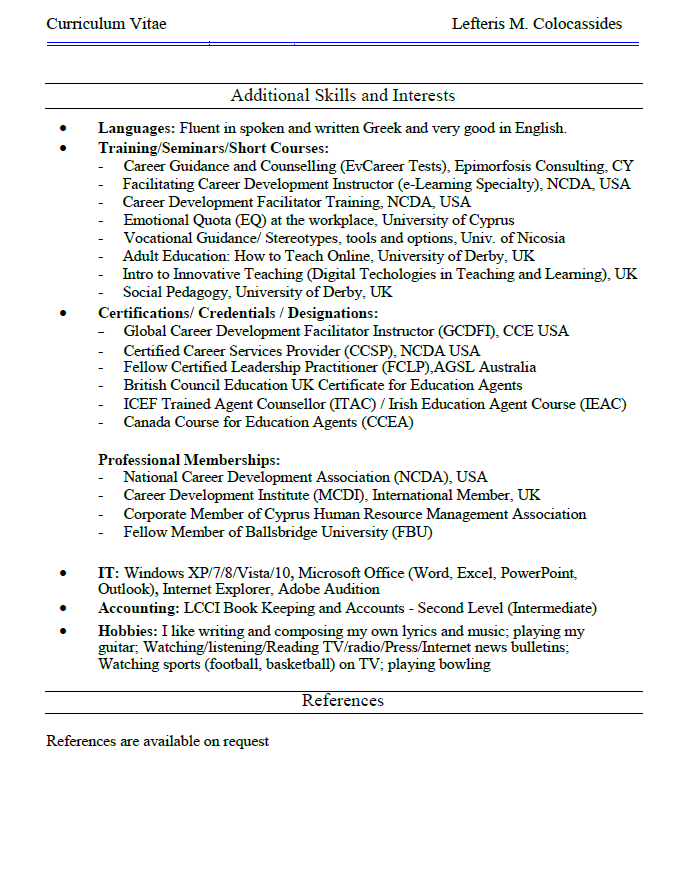 Curriculum Vitae Lefteris M. Colocassides
Additional Skills and Interests
• Languages: Fluent in spoken and written Greek and very good in English.
• Training/Seminars/Short Courses:
- Career Guidance and Counselling (EvCareer Tests), Epimorfosis Consulting, CY
- Facilitating Career Development Instructor (e-Learning Specialty), NCDA, USA
- Career Development Facilitator Training, NCDA, USA
- Emotional Quota (EQ) at the workplace, University of Cyprus
- Vocational Guidance/ Stereotypes, tools and options, Univ. of Nicosia
- Adult Education: How to Teach Online, University of Derby, UK
- Intro to Innovative Teaching (Digital Techologies in Teaching and Learning), UK
- Social Pedagogy, University of Derby, UK
• Certifications/ Credentials / Designations:
- Global Career Development Facilitator Instructor (GCDFI), CCE USA
- Certified Career Services Provider (CCSP), NCDA USA
- Fellow Certified Leadership Practitioner (FCLP),AGSL Australia
- British Council Education UK Certificate for Education Agents
- ICEF Trained Agent Counsellor (ITAC) / Irish Education Agent Course (IEAC)
- Canada Course for Education Agents (CCEA)
Professional Memberships:
- National Career Development Association (NCDA), USA
- Career Development Institute (MCDI), International Member, UK
- Corporate Member of Cyprus Human Resource Management Association
- Fellow Member of Ballsbridge University (FBU)
• IT: Windows XP/7/8/Vista/10, Microsoft Office (Word, Excel, PowerPoint,
Outlook), Internet Explorer, Adobe Audition
• Accounting: LCCI Book Keeping and Accounts - Second Level (Intermediate)
• Hobbies: I like writing and composing my own lyrics and music; playing my
guitar; Watching/listening/Reading TV/radio/Press/Internet news bulletins;
Watching sports (football, basketball) on TV; playing bowling
References
References are available on request